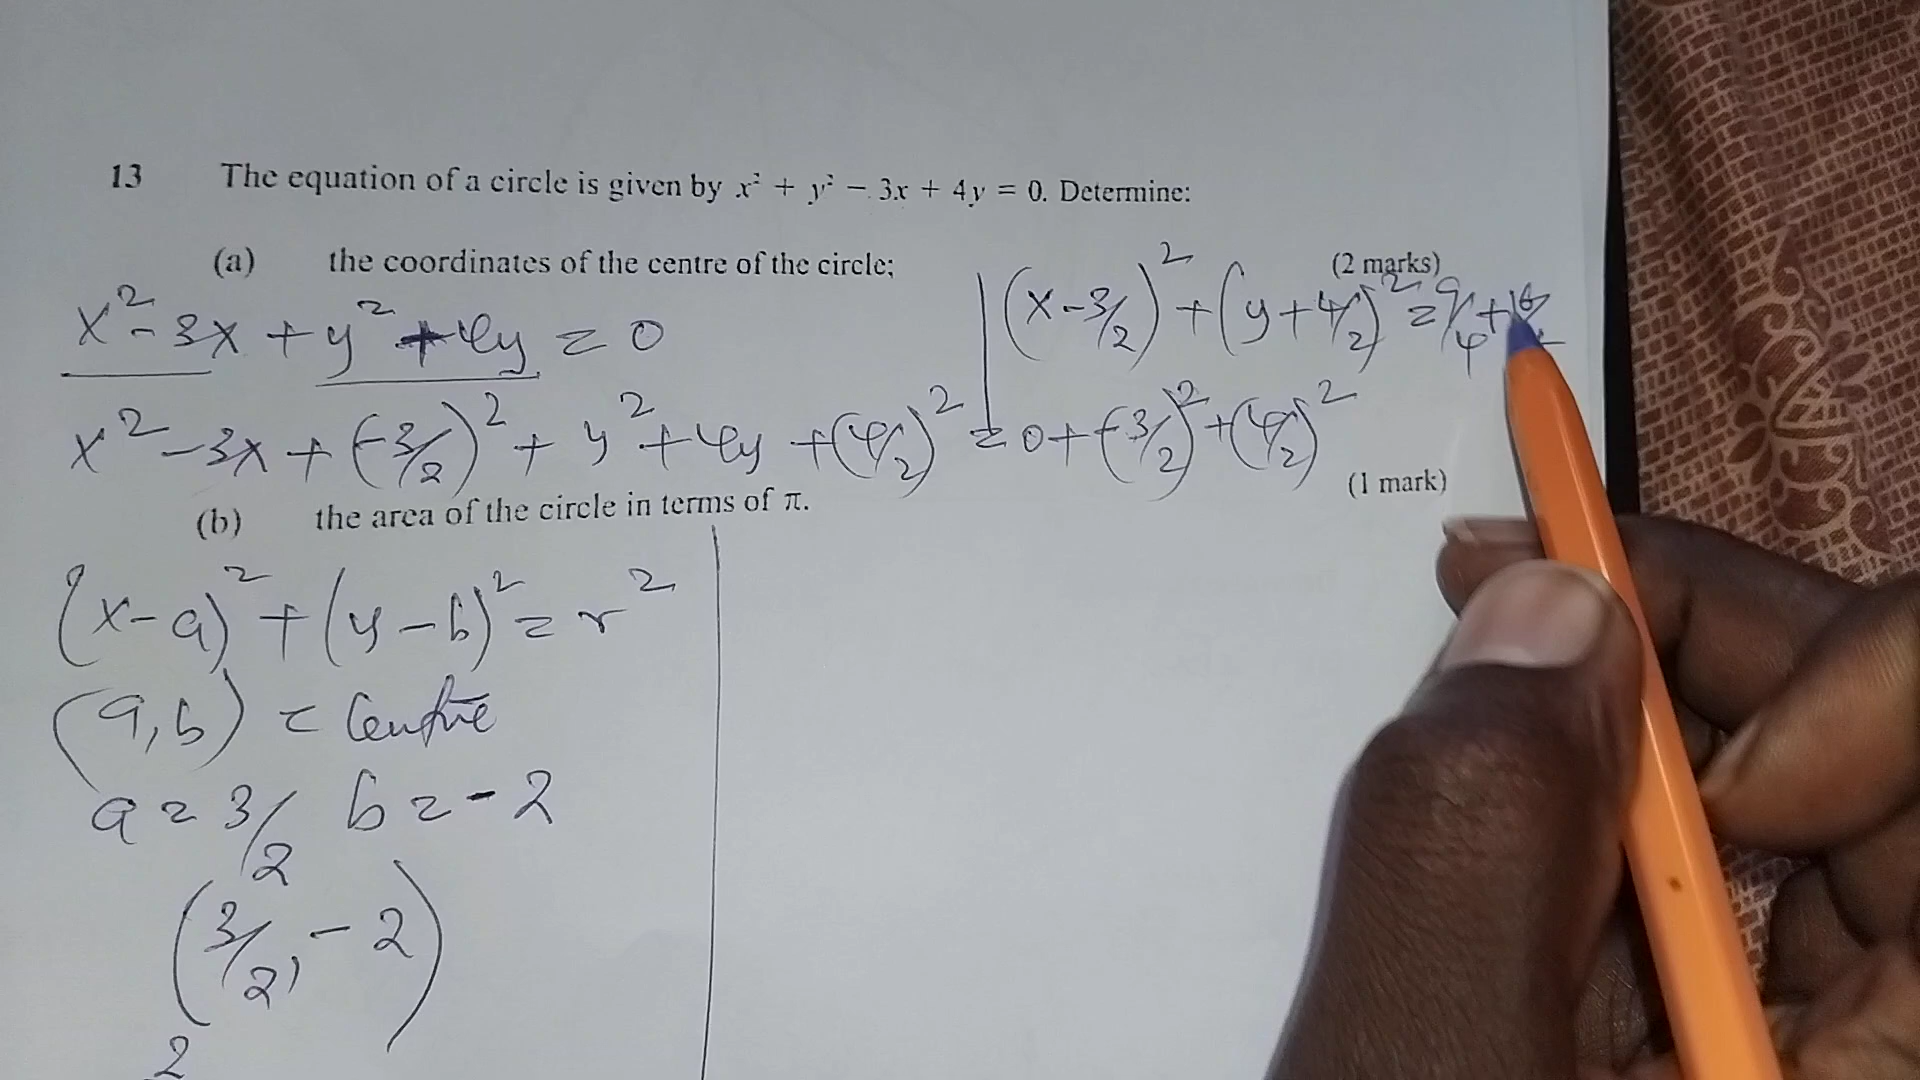 13 The equation of a circle is given by x² + y² − 3x + 4y = 0. Determine:
(a) the coordinates of the centre of the circle; (2 marks)
x² - 3x + y² + 4y = 0
(x - 3/2)² + (y + 4/2)² = 9/4 +
x² - 3x + (-3/2)² + y² + 4y + (4/2)² = 0 + (-3/2)² + (4/2)²
(b) the area of the circle in terms of π. (1 mark)
(x - a)² + (y - b)² = r²
(a, b) = Centre
a = 3/2 b = -2
(3/2, -2)
2